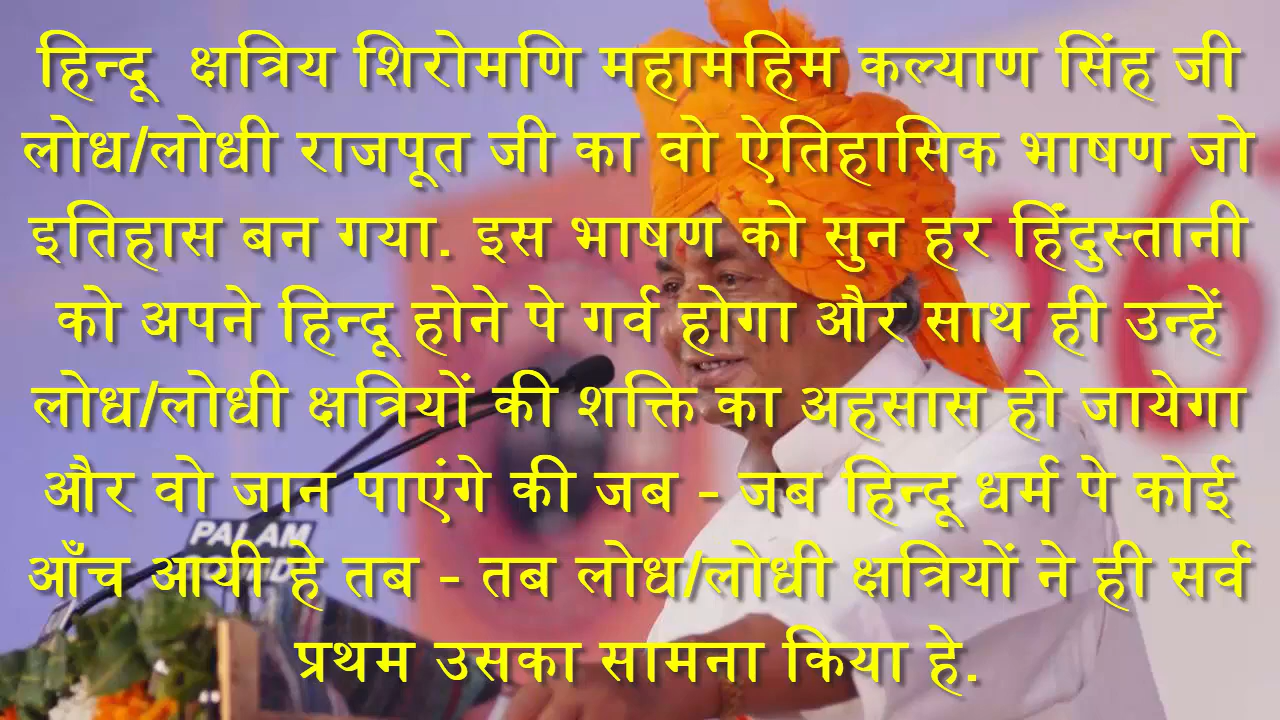 हिन्दू क्षत्रिय शिरोमणि महामहिम कल्याण सिंह जी
लोध/लोधी राजपूत जी का वो ऐतिहासिक भाषण जो
इतिहास बन गया. इस भाषण को सुन हर हिंदुस्तानी
को अपने हिन्दू होने पे गर्व होगा और साथ ही उन्हें
लोध/लोधी क्षत्रियों की शक्ति का अहसास हो जायेगा
और वो जान पाएंगे की जब - जब हिन्दू धर्म पे कोई
आँच आयी हे तब - तब लोध/लोधी क्षत्रियों ने ही सर्व
प्रथम उसका सामना किया हे.
PALAM